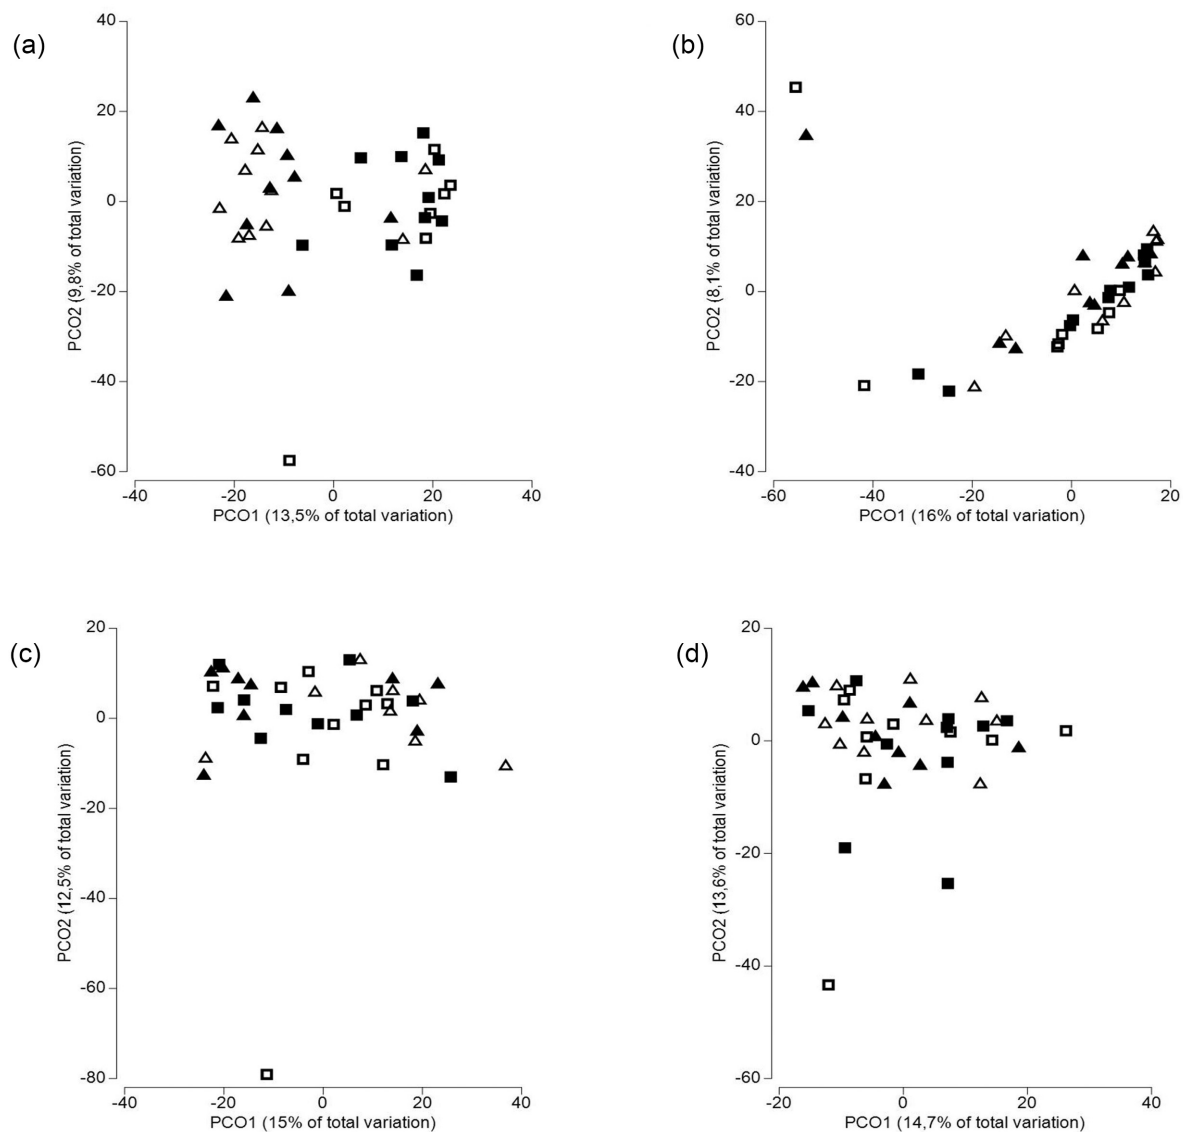 (a)
40
20
0
-20
-40
-60
PCO2 (9,8% of total variation)
-40 -20 0 20 40
PCO1 (13,5% of total variation)
(b)
60
40
20
0
-20
-40
PCO2 (8,1% of total variation)
-60 -40 -20 0 20
PCO1 (16% of total variation)
(c)
20
0
-20
-40
-60
-80
PCO2 (12,5% of total variation)
-40 -20 0 20 40
PCO1 (15% of total variation)
(d)
20
0
-20
-40
-60
PCO2 (13,6% of total variation)
-20 0 20 40
PCO1 (14,7% of total variation)